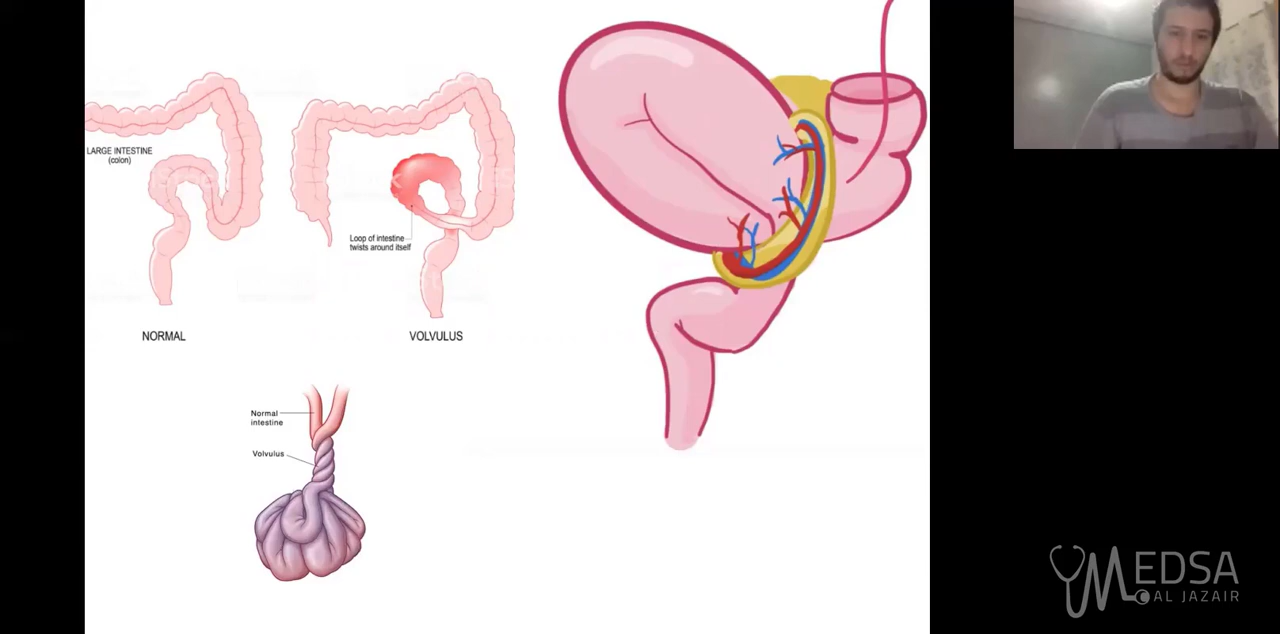 LARGE INTESTINE
(colon)
Loop of intestine
twists around itself
NORMAL
VOLVULUS
Normal
intestine
Volvulus
MEDSA
AL JAZAIR